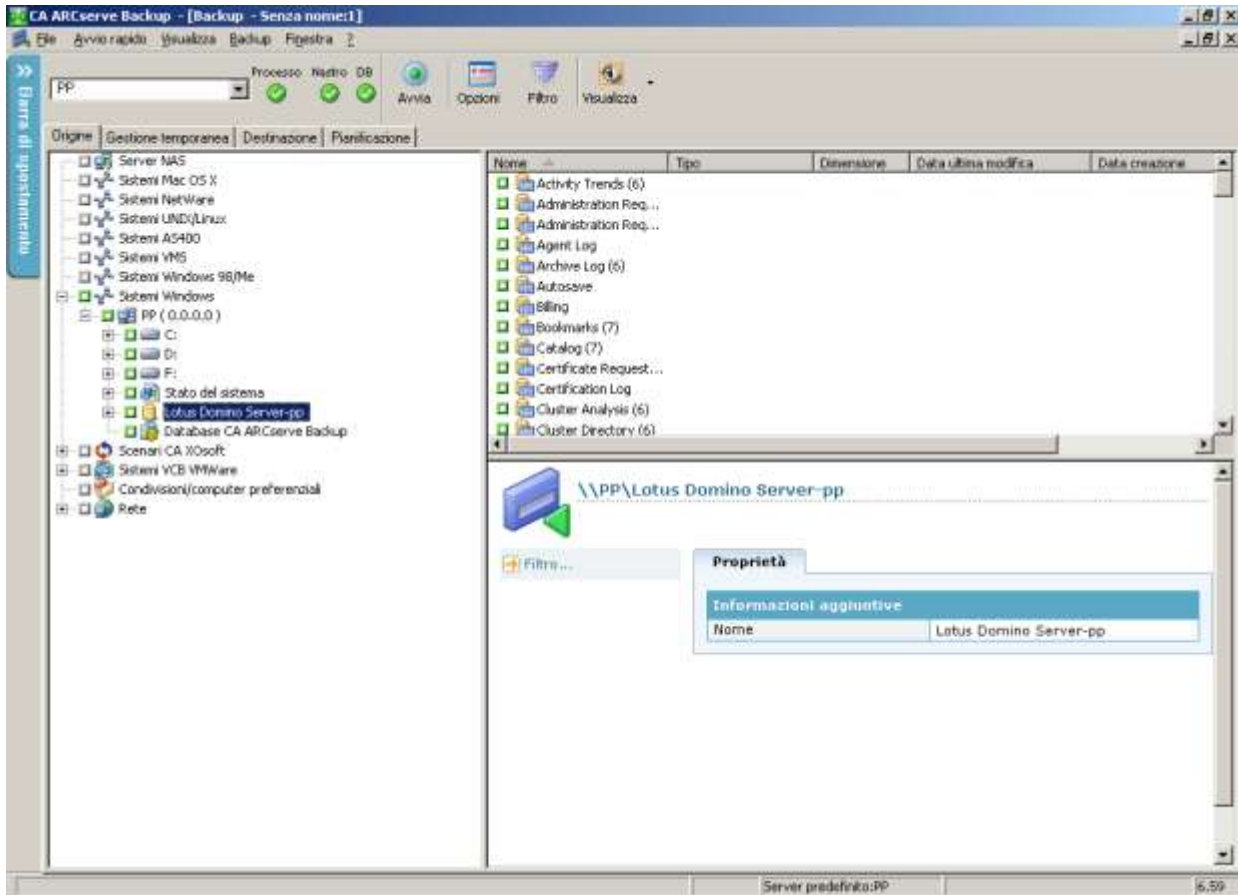 CA ARCserve Backup - [Backup - Senza nome:1]
File Avvio rapido Visualizza Backup Finestra ?
Barra di spostamento
PP
Processo Nastro DB
Avvia Opzioni Filtro Visualizza
Origine Gestione temporanea Destinazione Pianificazione
Server NAS
Sistemi Mac OS X
Sistemi NetWare
Sistemi UNIX/Linux
Sistemi AS400
Sistemi VMS
Sistemi Windows 98/Me
Sistemi Windows
PP ( 0.0.0.0 )
C:
D:
F:
Stato del sistema
Lotus Domino Server-pp
Database CA ARCserve Backup
Scenari CA XOsoft
Sistemi VCB VMWare
Condivisioni/computer preferenziali
Rete
Nome Tipo Dimensione Data ultima modifica Data creazione
Activity Trends (6)
Administration Req...
Administration Req...
Agent Log
Archive Log (6)
Autosave
Billing
Bookmarks (7)
Catalog (7)
Certificate Request...
Certification Log
Cluster Analysis (6)
Cluster Directory (6)
\\PP\Lotus Domino Server-pp
Filtro...
Proprietà
Informazioni aggiuntive
Nome Lotus Domino Server-pp
Server predefinito:PP 6.59